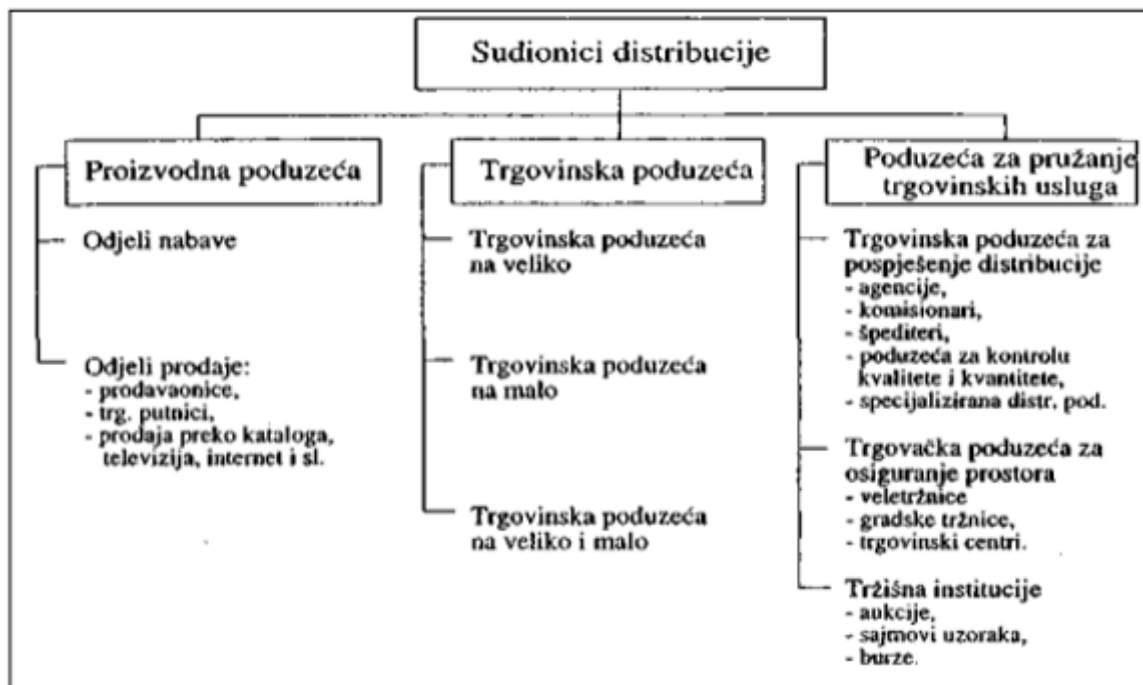 Sudionici distribucije
Proizvodna poduzeća
Odjeli nabave
Odjeli prodaje:
- prodavaonice,
- trg. putnici,
- prodaja preko kataloga,
televizija, internet i sl.
Trgovinska poduzeća
Trgovinska poduzeća
na veliko
Trgovinska poduzeća
na malo
Trgovinska poduzeća
na veliko i malo
Poduzeća za pružanje
trgovinskih usluga
Trgovinska poduzeća za
pospješenje distribucije
- agencije,
- komisionari,
- špediteri,
- poduzeća za kontrolu
kvalitete i kvantitete,
- specijalizirana distr. pod.
Trgovačka poduzeća za
osiguranje prostora
- veletržnice
- gradske tržnice,
- trgovinski centri.
Tržišna institucije
- aukcije,
- sajmovi uzoraka,
- burze.